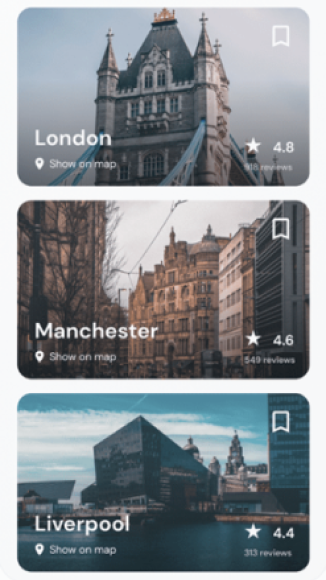 London
4.8
Show on map
918 reviews
Manchester
4.6
Show on map
549 reviews
Liverpool
4.4
Show on map
313 reviews